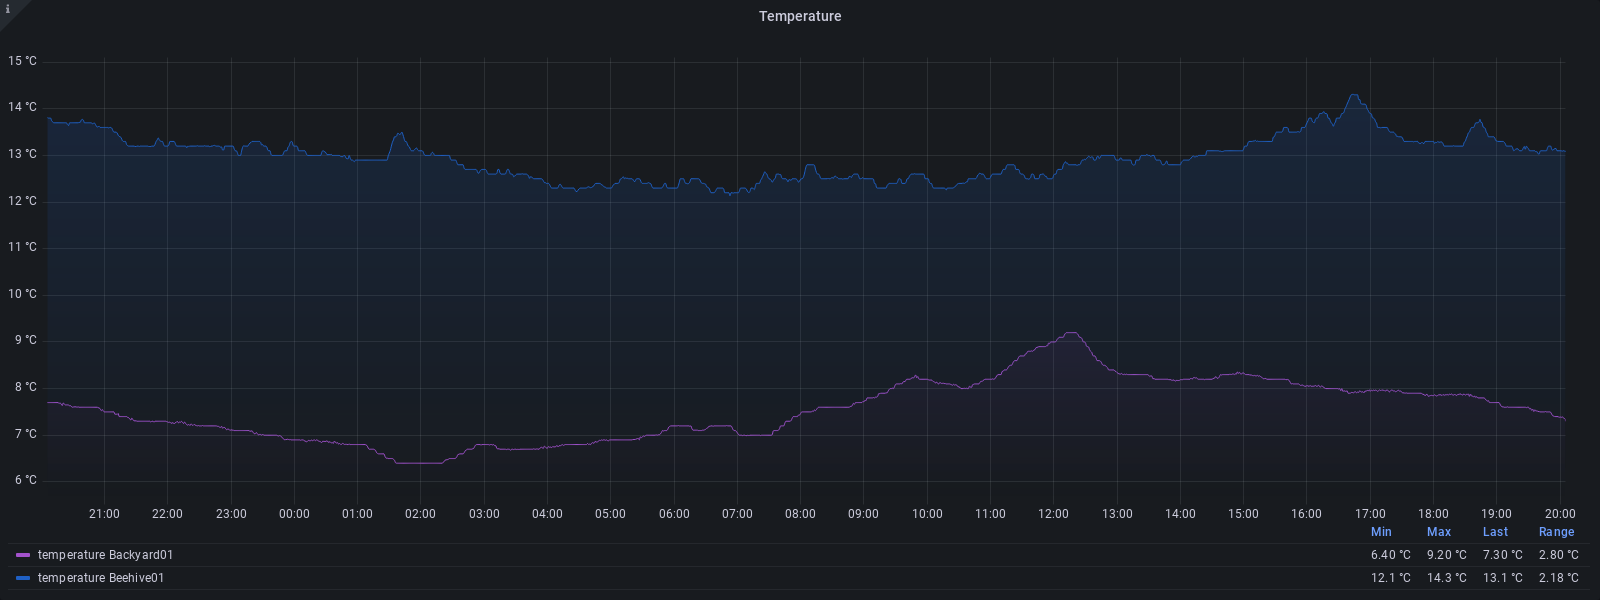 i
Temperature
15 °C
14 °C
13 °C
12 °C
11 °C
10 °C
9 °C
8 °C
7 °C
6 °C
21:00 22:00 23:00 00:00 01:00 02:00 03:00 04:00 05:00 06:00 07:00 08:00 09:00 10:00 11:00 12:00 13:00 14:00 15:00 16:00 17:00 18:00 19:00 20:00
Min Max Last Range
temperature Backyard01 6.40 °C 9.20 °C 7.30 °C 2.80 °C
temperature Beehive01 12.1 °C 14.3 °C 13.1 °C 2.18 °C